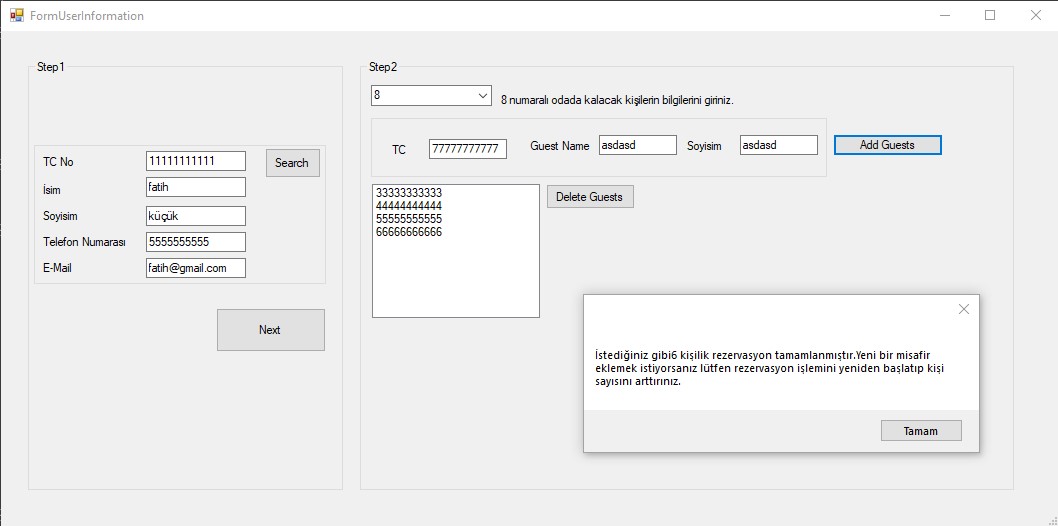 FormUserInformation
Step1
TC No 11111111111 Search
İsim fatih
Soyisim küçük
Telefon Numarası 5555555555
E-Mail fatih@gmail.com
Next
Step2
8 8 numaralı odada kalacak kişilerin bilgilerini giriniz.
TC 77777777777 Guest Name asdasd Soyisim asdasd Add Guests
33333333333 Delete Guests
44444444444
55555555555
66666666666
İstediğiniz gibi6 kişilik rezervasyon tamamlanmıştır.Yeni bir misafir
eklemek istiyorsanız lütfen rezervasyon işlemini yeniden başlatıp kişi
sayısını arttırınız.
Tamam